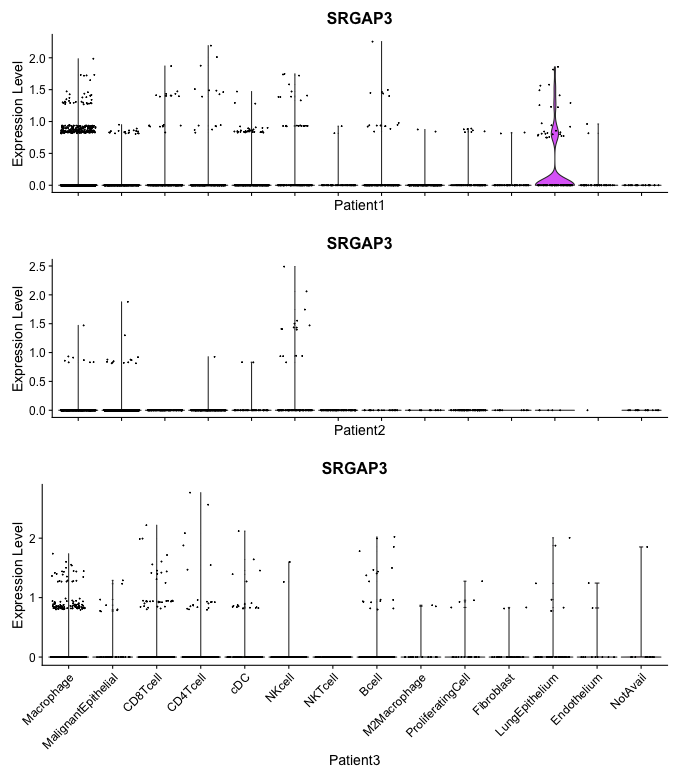 SRGAP3
Expression Level
2.0
1.5
1.0
0.5
0.0
Patient1
SRGAP3
Expression Level
2.5
2.0
1.5
1.0
0.5
0.0
Patient2
SRGAP3
Expression Level
2
1
0
Macrophage
MalignantEpithelial
CD8Tcell
CD4Tcell
cDC
NKcell
NKTcell
Bcell
M2Macrophage
ProliferatingCell
Fibroblast
LungEpithelium
Endothelium
NotAvail
Patient3